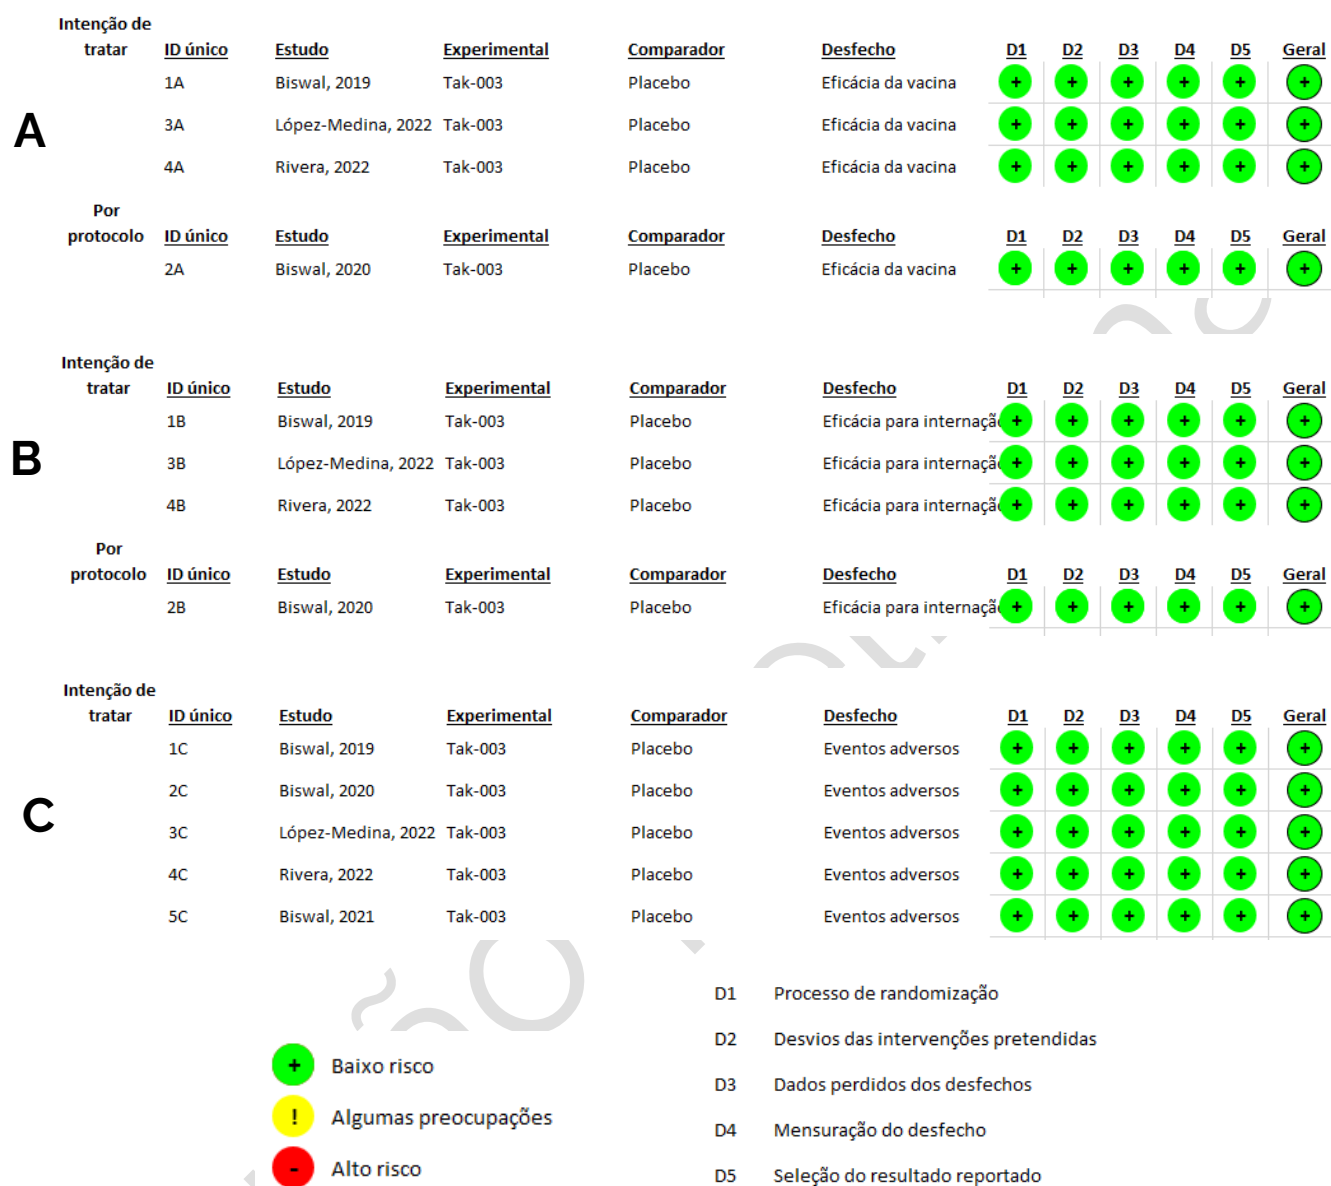 Intenção de
tratar ID único Estudo Experimental Comparador Desfecho D1 D2 D3 D4 D5 Geral
1A Biswal, 2019 Tak-003 Placebo Eficácia da vacina + + + + + +
A
3A López-Medina, 2022 Tak-003 Placebo Eficácia da vacina + + + + + +
4A Rivera, 2022 Tak-003 Placebo Eficácia da vacina + + + + + +
Por
protocolo ID único Estudo Experimental Comparador Desfecho D1 D2 D3 D4 D5 Geral
2A Biswal, 2020 Tak-003 Placebo Eficácia da vacina + + + + + +
Intenção de
tratar ID único Estudo Experimental Comparador Desfecho D1 D2 D3 D4 D5 Geral
1B Biswal, 2019 Tak-003 Placebo Eficácia para internaçã + + + + + +
B
3B López-Medina, 2022 Tak-003 Placebo Eficácia para internaçã + + + + + +
4B Rivera, 2022 Tak-003 Placebo Eficácia para internaçã + + + + + +
Por
protocolo ID único Estudo Experimental Comparador Desfecho D1 D2 D3 D4 D5 Geral
2B Biswal, 2020 Tak-003 Placebo Eficácia para internaçã + + + + + +
Intenção de
tratar ID único Estudo Experimental Comparador Desfecho D1 D2 D3 D4 D5 Geral
1C Biswal, 2019 Tak-003 Placebo Eventos adversos + + + + + +
2C Biswal, 2020 Tak-003 Placebo Eventos adversos + + + + + +
C
3C López-Medina, 2022 Tak-003 Placebo Eventos adversos + + + + + +
4C Rivera, 2022 Tak-003 Placebo Eventos adversos + + + + + +
5C Biswal, 2021 Tak-003 Placebo Eventos adversos + + + + + +
+ Baixo risco
! Algumas preocupações
- Alto risco
D1 Processo de randomização
D2 Desvios das intervenções pretendidas
D3 Dados perdidos dos desfechos
D4 Mensuração do desfecho
D5 Seleção do resultado reportado